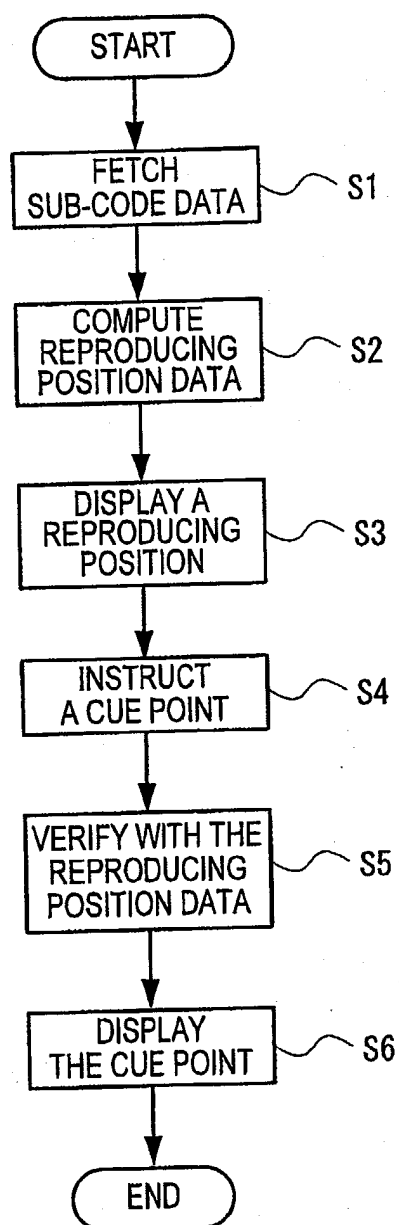 START
FETCH
SUB-CODE DATA
S1
COMPUTE
REPRODUCING
POSITION DATA
S2
DISPLAY A
REPRODUCING
POSITION
S3
INSTRUCT
A CUE POINT
S4
VERIFY WITH THE
REPRODUCING
POSITION DATA
S5
DISPLAY
THE CUE POINT
S6
END